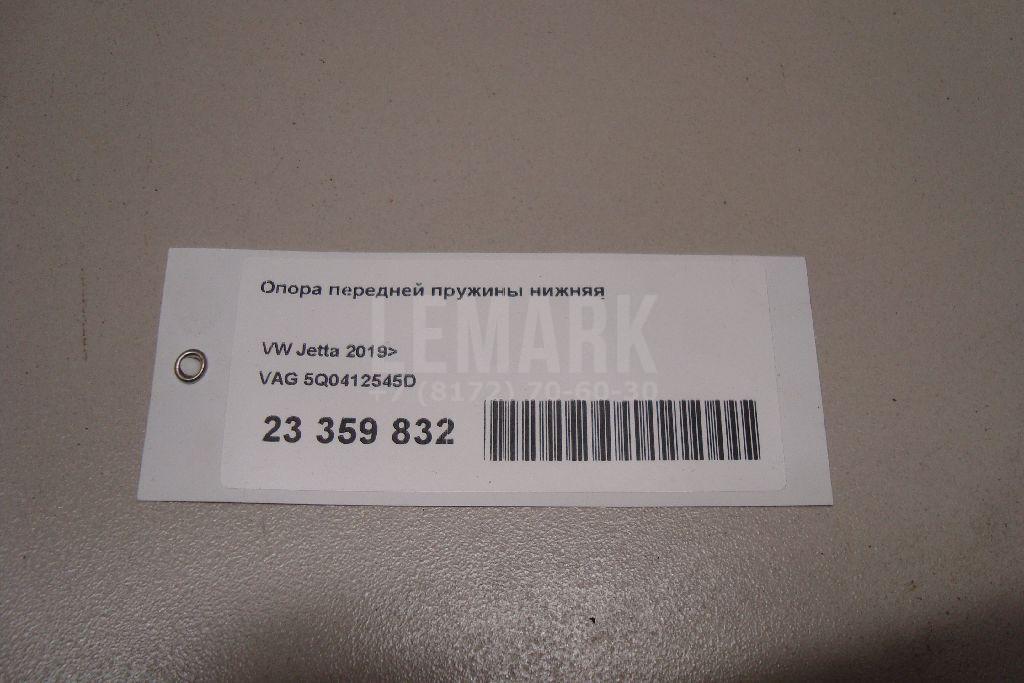 Опора передней пружины нижняя
LEMARK
VW Jetta 2019>
VAG 5Q0412545D
+7 (8172) 70-60-30
23 359 832